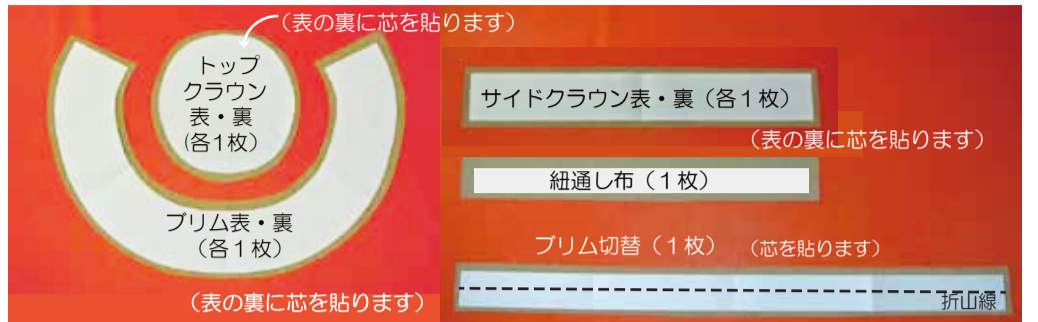 (表の裏に芯を貼ります)
トップ
クラウン
表・裏
(各1枚)
ブリム表・裏
(各1枚)
(表の裏に芯を貼ります)
サイドクラウン表・裏(各1枚)
(表の裏に芯を貼ります)
紐通し布(1枚)
ブリム切替(1枚) (芯を貼ります)
折山線